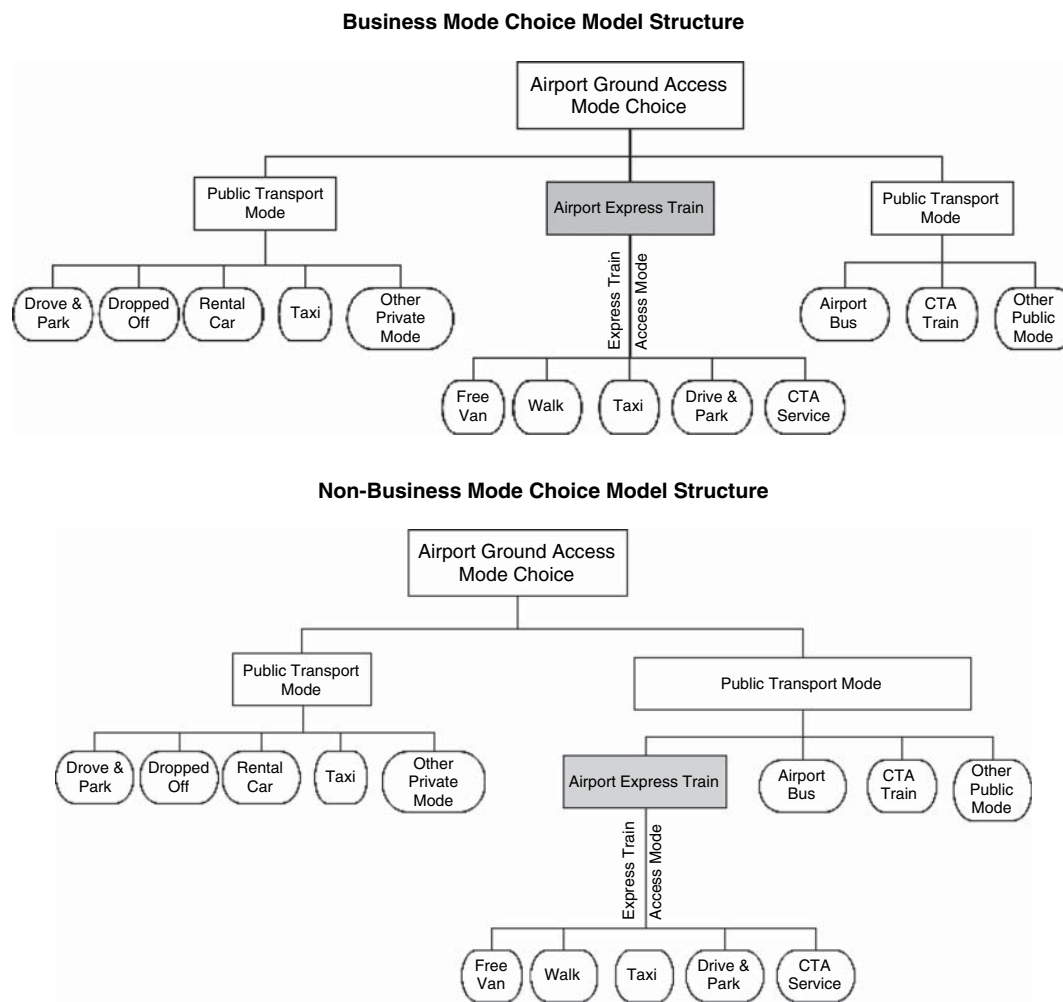 Business Mode Choice Model Structure
Airport Ground Access
Mode Choice
Public Transport
Mode
Airport Express Train
Public Transport
Mode
Drove &
Park
Dropped
Off
Rental
Car
Taxi
Other
Private
Mode
Express Train
Access Mode
Airport
Bus
CTA
Train
Other
Public
Mode
Free
Van
Walk
Taxi
Drive &
Park
CTA
Service
Non-Business Mode Choice Model Structure
Airport Ground Access
Mode Choice
Public Transport
Mode
Public Transport Mode
Drove &
Park
Dropped
Off
Rental
Car
Taxi
Other
Private
Mode
Airport Express Train
Airport
Bus
CTA
Train
Other
Public
Mode
Express Train
Access Mode
Free
Van
Walk
Taxi
Drive &
Park
CTA
Service